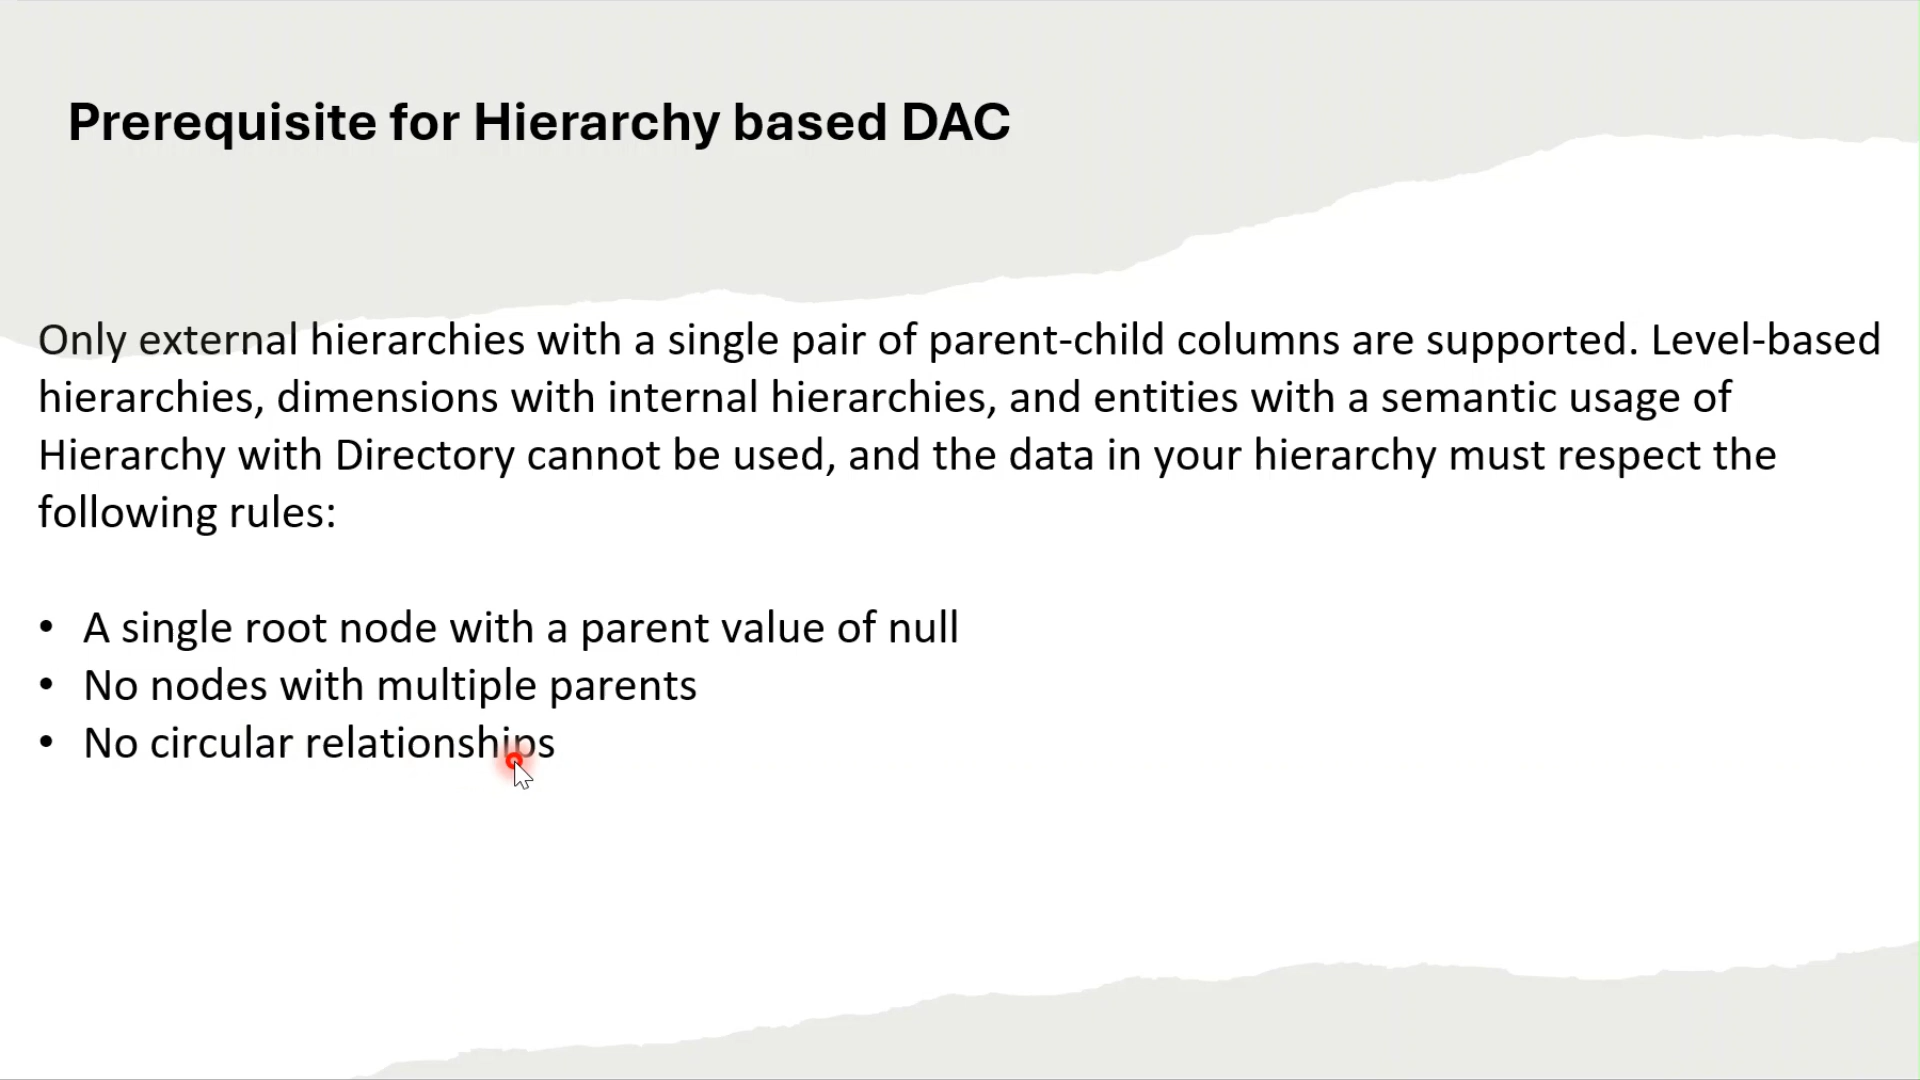 Prerequisite for Hierarchy based DAC
Only external hierarchies with a single pair of parent-child columns are supported. Level-based
hierarchies, dimensions with internal hierarchies, and entities with a semantic usage of
Hierarchy with Directory cannot be used, and the data in your hierarchy must respect the
following rules:
• A single root node with a parent value of null
• No nodes with multiple parents
• No circular relationships